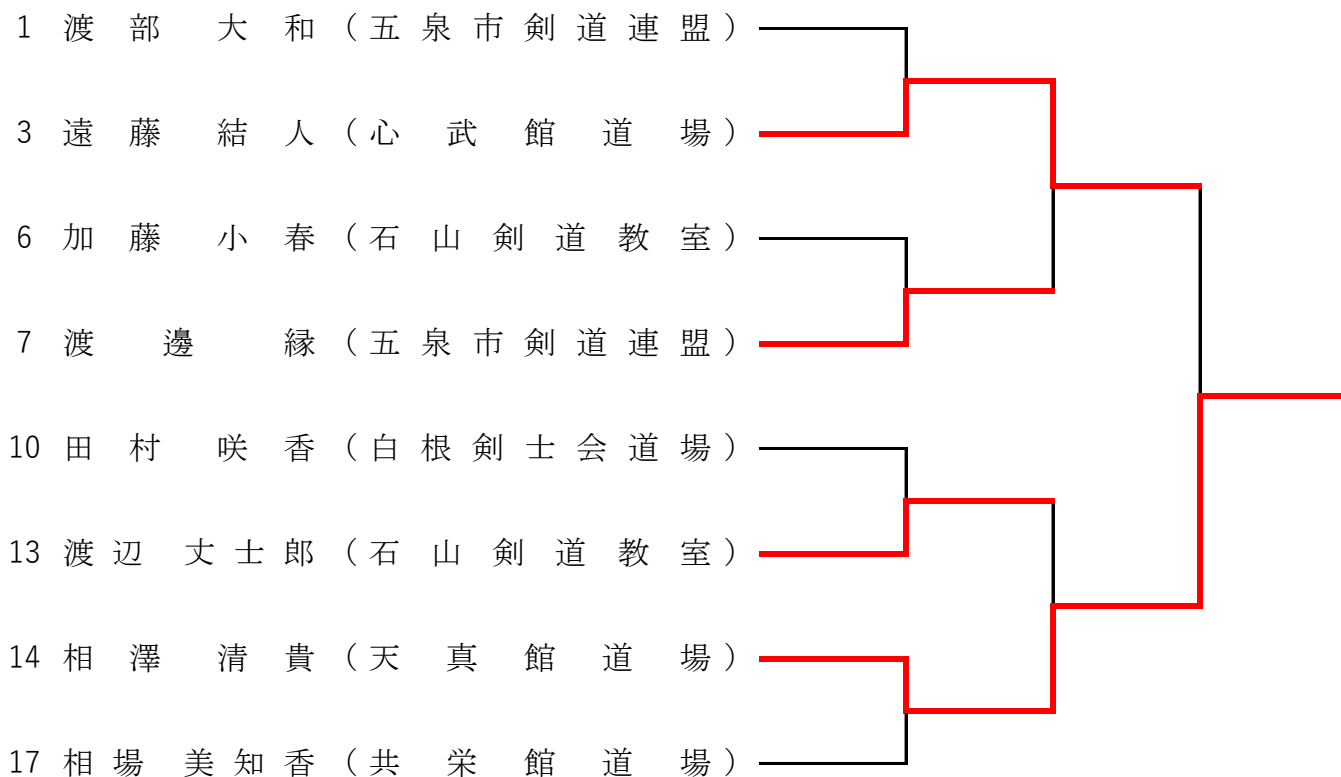 1 渡部 大和（五泉市剣道連盟）
3 遠藤 結人（心武館道場）
6 加藤 小春（石山剣道教室）
7 渡邊 縁（五泉市剣道連盟）
10 田村 咲香（白根剣士会道場）
13 渡辺 丈士郎（石山剣道教室）
14 相澤 清貴（天真館道場）
17 相場 美知香（共栄館道場）